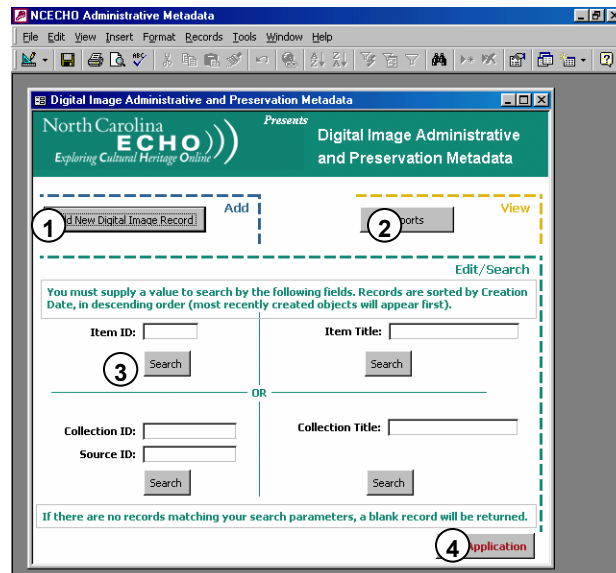 NCECHO Administrative Metadata
File Edit View Insert Format Records Tools Window Help
Digital Image Administrative and Preservation Metadata
North Carolina
ECHO
Exploring Cultural Heritage Online
Presents
Digital Image Administrative
and Preservation Metadata
Add
View
1
d New Digital Image Record
2
ports
Edit/Search
You must supply a value to search by the following fields. Records are sorted by Creation
Date, in descending order (most recently created objects will appear first).
Item ID:
Item Title:
3
Search
Search
OR
Collection ID:
Collection Title:
Source ID:
Search
Search
If there are no records matching your search parameters, a blank record will be returned.
4
Application